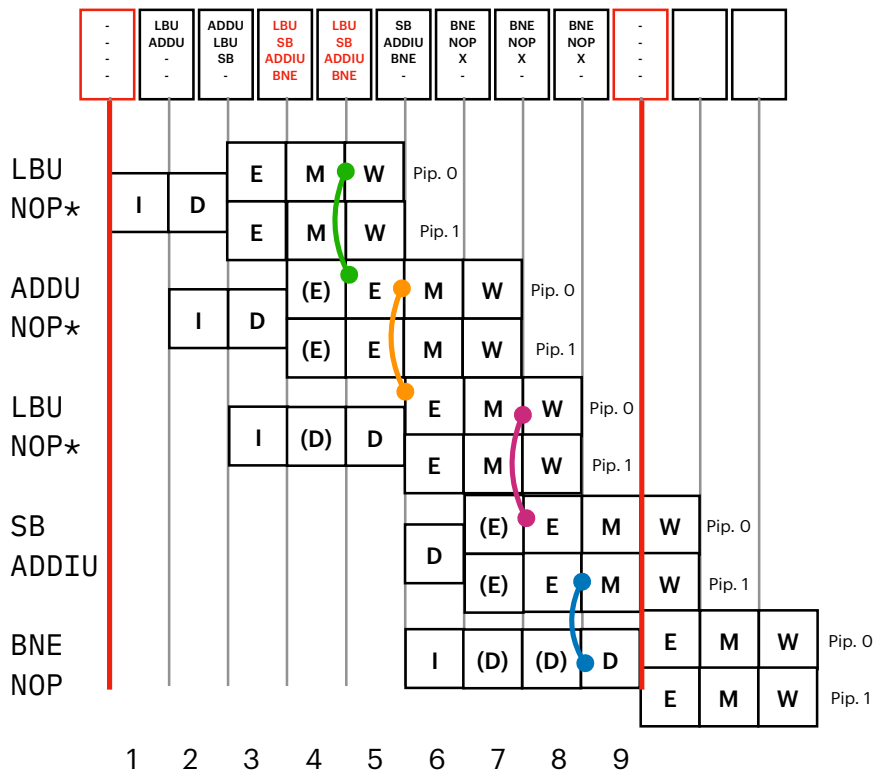 - LBU ADDU LBU LBU SB BNE BNE BNE -
- ADDU LBU SB SB ADDIU NOP NOP NOP -
- - SB ADDIU ADDIU BNE X X X -
- - - BNE BNE - - - - -
LBU E M W Pip. 0
NOP* I D
E M W Pip. 1
ADDU (E) E M W Pip. 0
NOP* I D
(E) E M W Pip. 1
LBU E M W Pip. 0
NOP* I (D) D
E M W Pip. 1
SB (E) E M W Pip. 0
D
ADDIU (E) E M W Pip. 1
BNE E M W Pip. 0
I (D) (D) D
NOP E M W Pip. 1
1 2 3 4 5 6 7 8 9